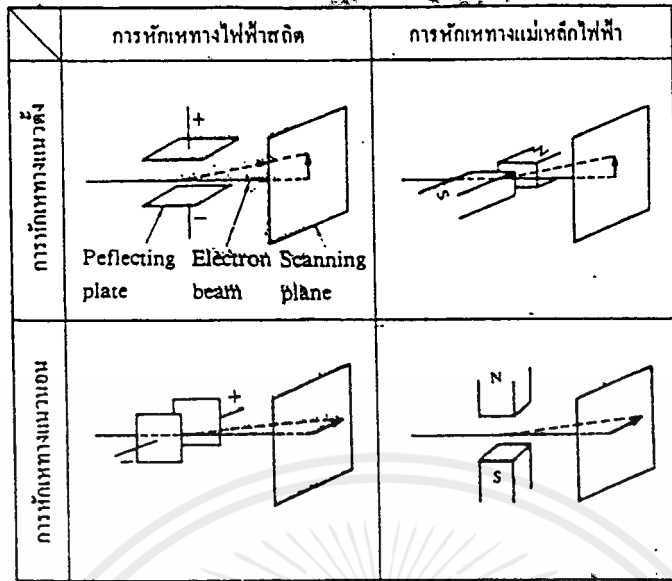 การหักเหทางไฟฟ้าสถิต
การหักเหทางแม่เหล็กไฟฟ้า
การหักเหทางแนวตั้ง
+
−
Peflecting Electron Scanning
plate beam plane
N
S
การหักเหทางแนวนอน
+
−
N
S